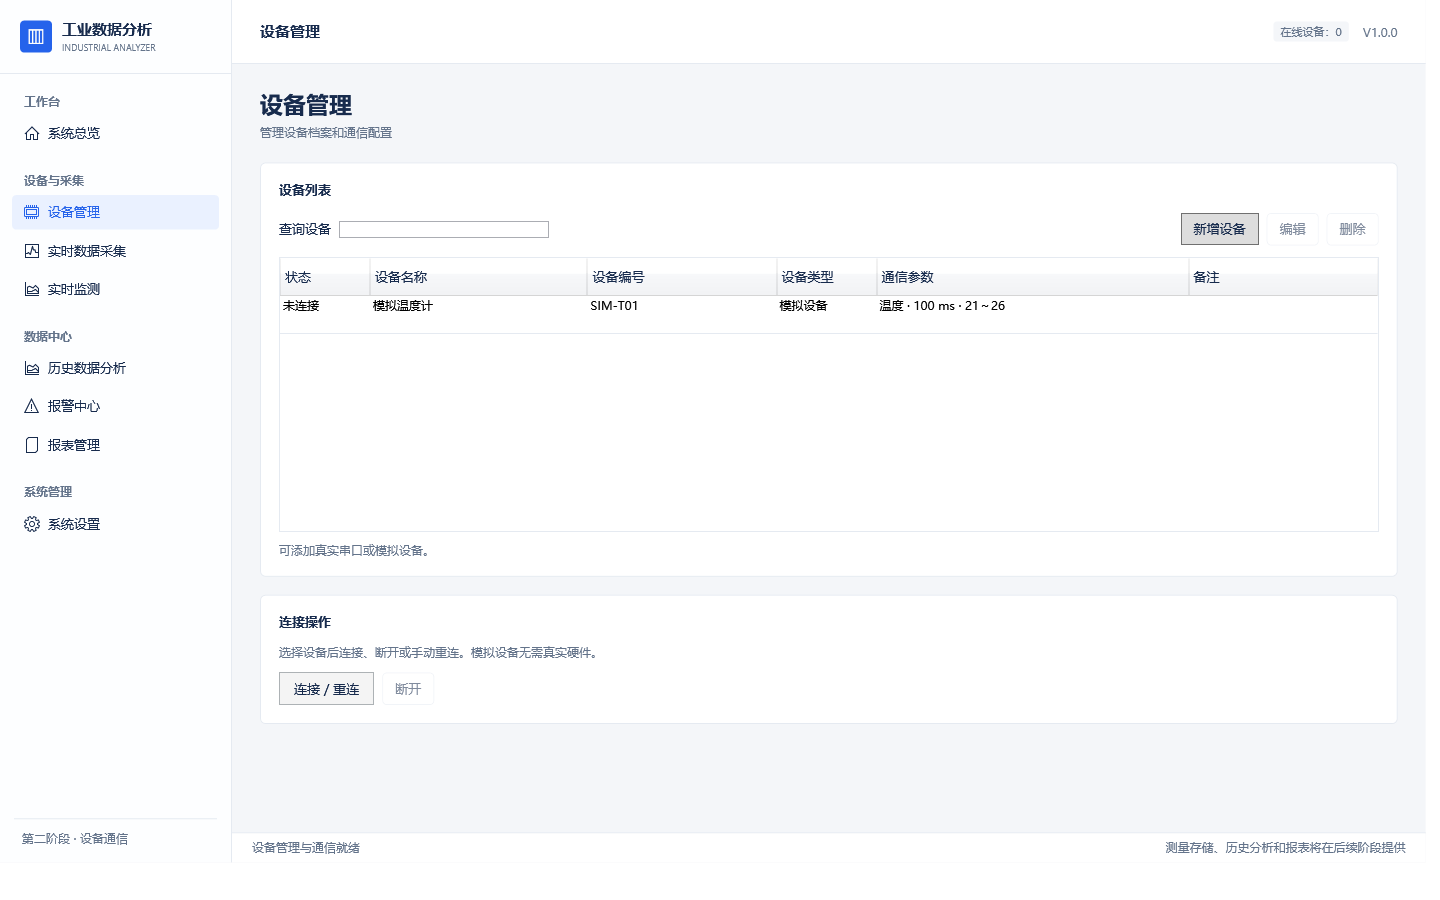 工业数据分析
INDUSTRIAL ANALYZER
工作台
系统总览
设备与采集
设备管理
实时数据采集
实时监测
数据中心
历史数据分析
报警中心
报表管理
系统管理
系统设置
第二阶段 · 设备通信
设备管理
在线设备：0 V1.0.0
设备管理
管理设备档案和通信配置
设备列表
查询设备 新增设备 编辑 删除
状态 设备名称 设备编号 设备类型 通信参数 备注
未连接 模拟温度计 SIM-T01 模拟设备 温度 · 100 ms · 21 ~ 26
可添加真实串口或模拟设备。
连接操作
选择设备后连接、断开或手动重连。模拟设备无需真实硬件。
连接 / 重连 断开
设备管理与通信就绪 测量存储、历史分析和报表将在后续阶段提供